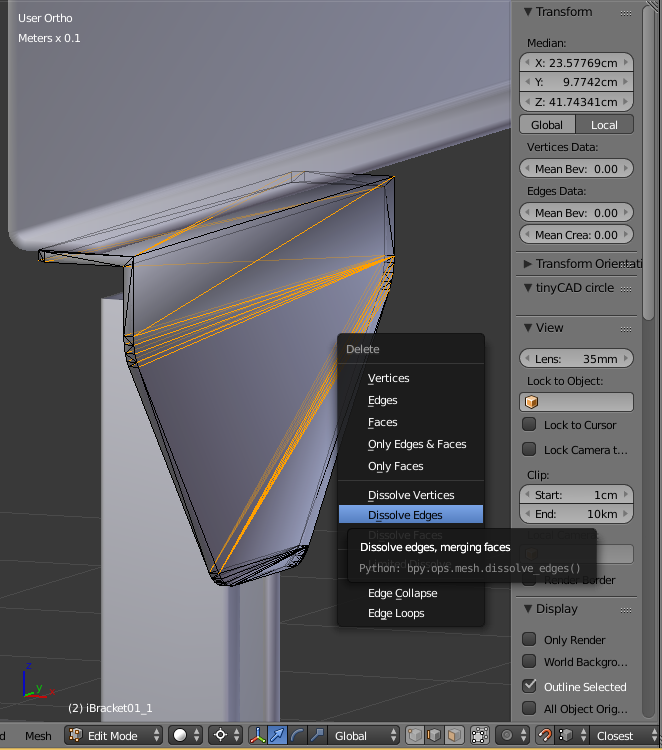 User Ortho
Meters x 0.1
(2) iBracket01_1
Delete
Vertices
Edges
Faces
Only Edges & Faces
Only Faces
Dissolve Vertices
Dissolve Edges
Dissolve Faces
Dissolve edges, merging faces
Python: bpy.ops.mesh.dissolve_edges()
Edge Collapse
Edge Loops
Transform
Median:
X: 23.57769cm
Y: 9.7742cm
Z: 41.74341cm
Global Local
Vertices Data:
Mean Bev: 0.00
Edges Data:
Mean Bev: 0.00
Mean Crea: 0.00
Transform Orientati
tinyCAD circle
View
Lens: 35mm
Lock to Object:
Lock to Cursor
Lock Camera t...
Clip:
Start: 1cm
End: 10km
Render Border
Display
Only Render
World Backgro...
Outline Selected
All Object Orig...
d Mesh Edit Mode Global Closest
z
y
x